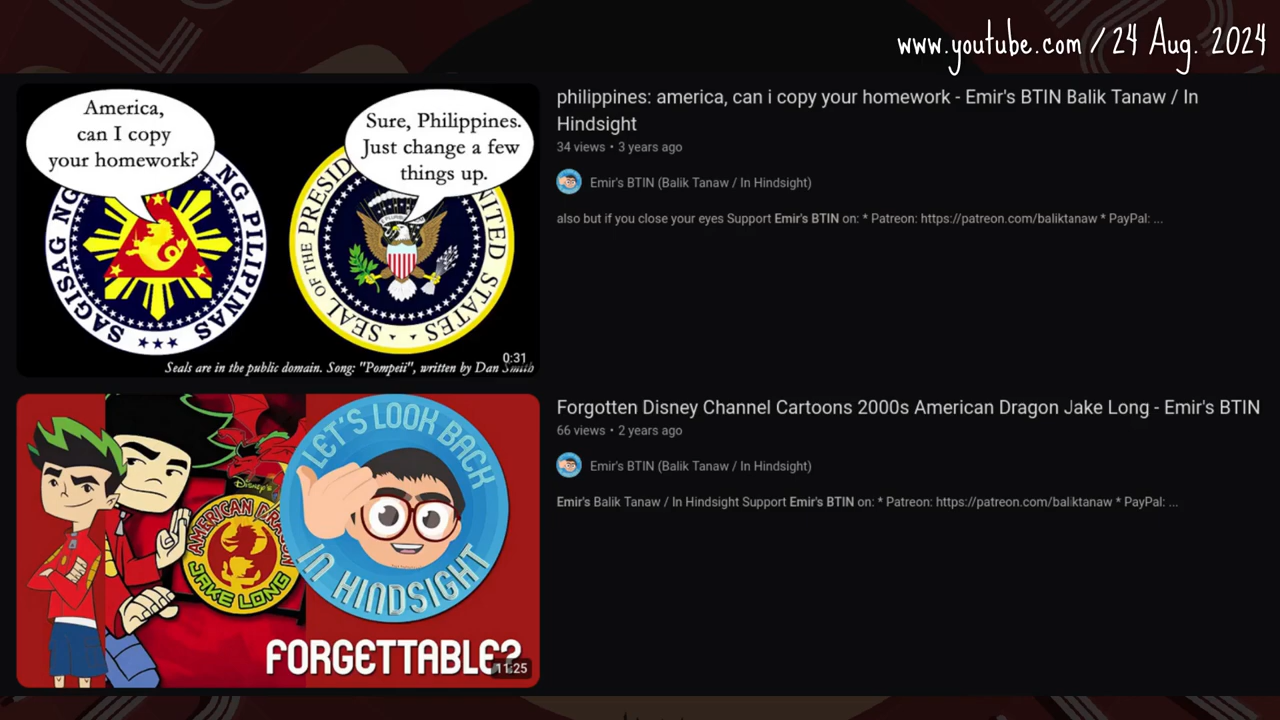 www.youtube.com / 24 Aug. 2024
America,
can I copy
your homework?
Sure, Philippines.
Just change a few
things up.
SAGISAG NG
NG PILIPINAS
SEAL OF THE PRESID
UNITED STATES
0:31
Seals are in the public domain. Song: "Pompeii", written by Dan Smith
philippines: america, can i copy your homework - Emir's BTIN Balik Tanaw / In
Hindsight
34 views • 3 years ago
Emir's BTIN (Balik Tanaw / In Hindsight)
also but if you close your eyes Support Emir's BTIN on: * Patreon: https://patreon.com/baliktanaw * PayPal: ...
LET'S LOOK BACK
IN HINDSIGHT
Disney's
AMERICAN DRAGON
JAKE LONG
FORGETTABLE?
11:25
Forgotten Disney Channel Cartoons 2000s American Dragon Jake Long - Emir's BTIN
66 views • 2 years ago
Emir's BTIN (Balik Tanaw / In Hindsight)
Emir's Balik Tanaw / In Hindsight Support Emir's BTIN on: * Patreon: https://patreon.com/baliktanaw * PayPal: ...